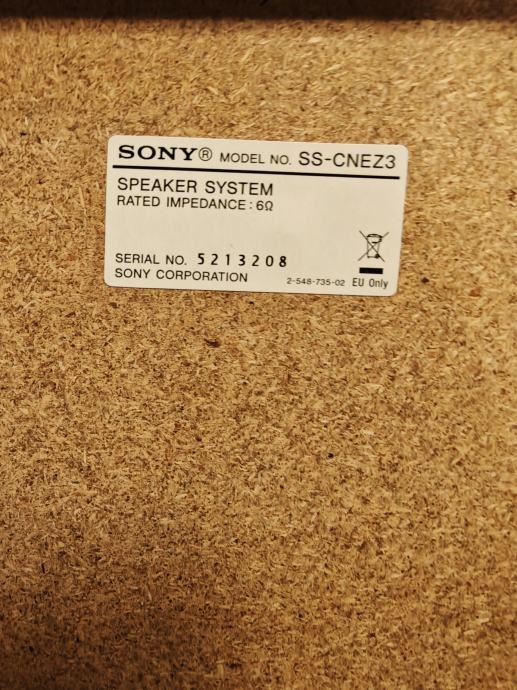 SONY® MODEL NO. SS-CNEZ3
SPEAKER SYSTEM
RATED IMPEDANCE : 6Ω
SERIAL NO. 5213208
SONY CORPORATION 2-548-735-02 EU Only